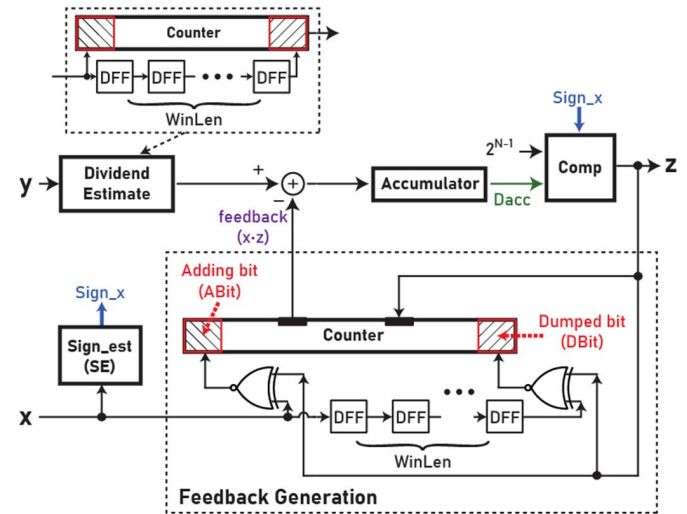 Counter
DFF DFF ••• DFF
WinLen
y
Dividend
Estimate
+
+
−
feedback
(x·z)
Accumulator
Dacc
Sign_x
2^{N-1}
Comp
z
Adding bit
(ABit)
Sign_x
Sign_est
(SE)
Counter
Dumped bit
(DBit)
•••
x
DFF DFF DFF
WinLen
Feedback Generation